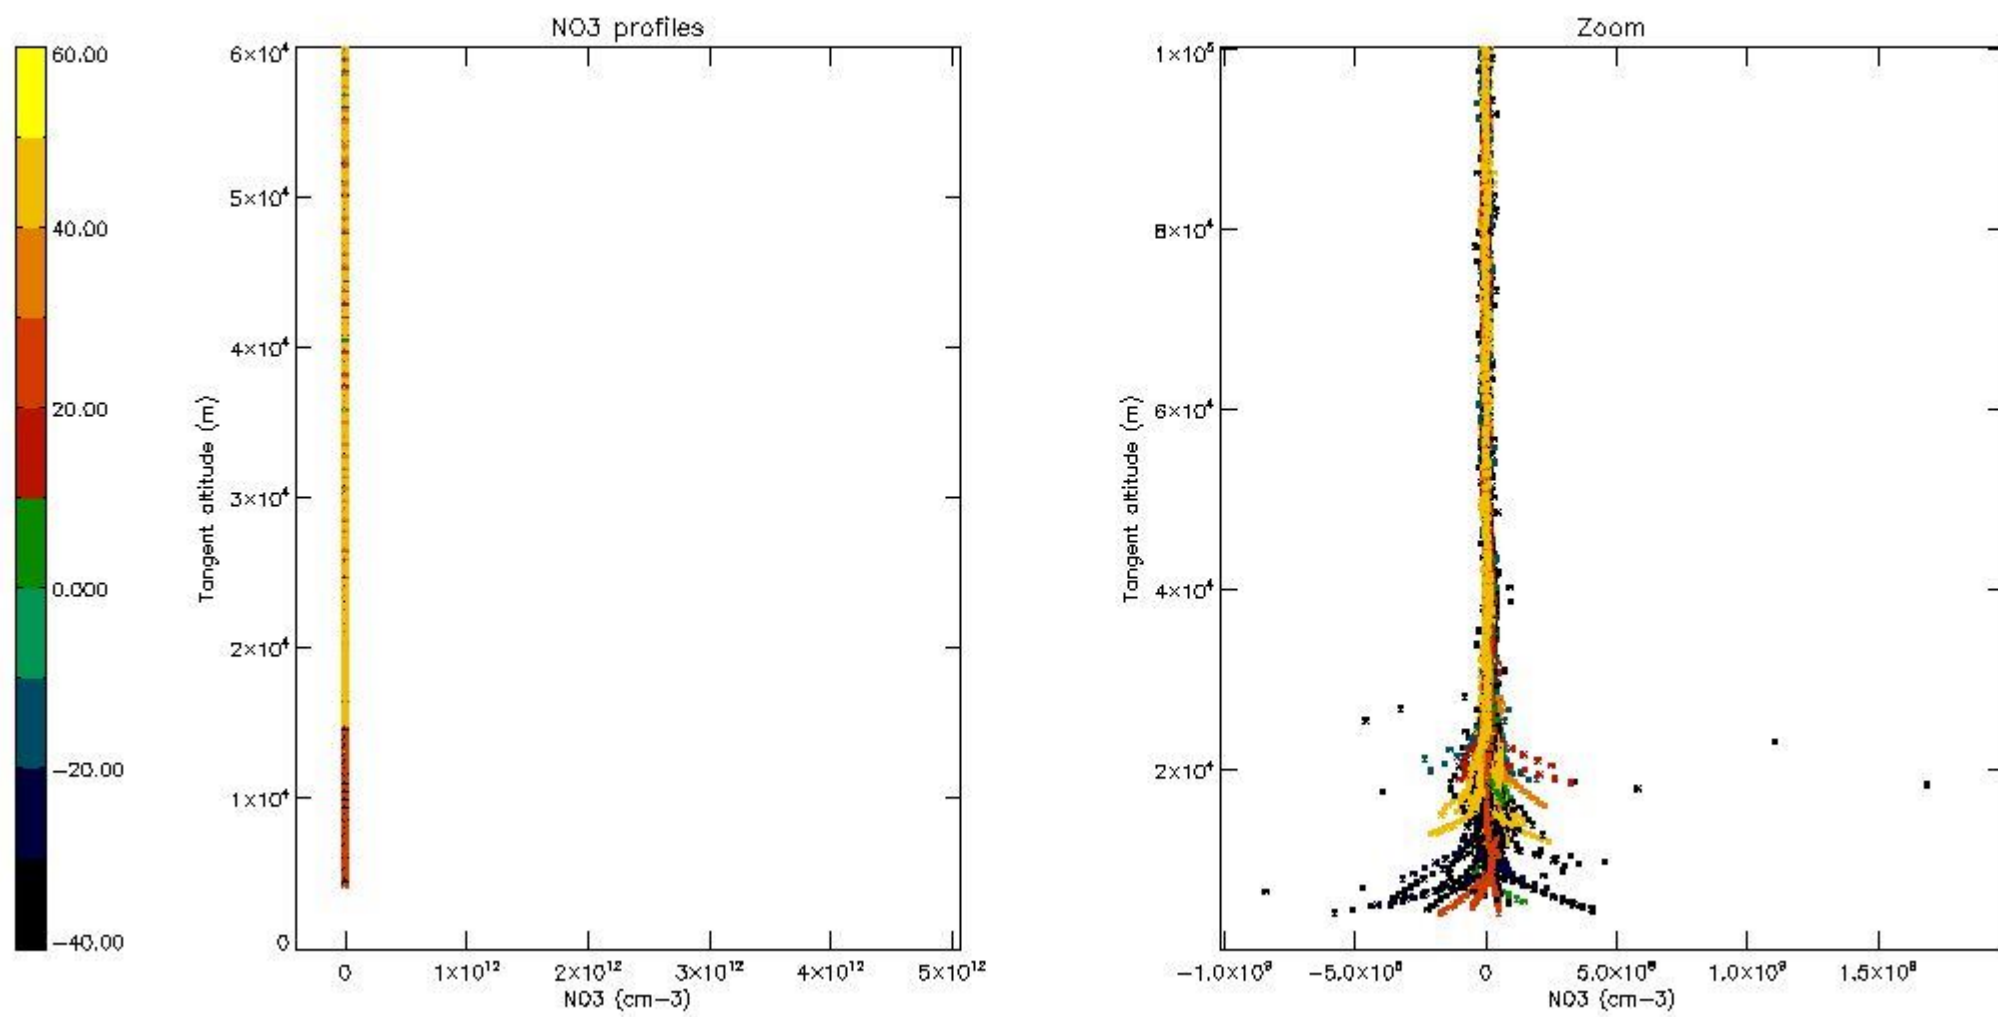 NO3 profiles
60.00
40.00
20.00
0.000
-20.00
-40.00
6×10⁴
5×10⁴
4×10⁴
3×10⁴
2×10⁴
1×10⁴
0
Tangent altitude (m)
0 1×10¹² 2×10¹² 3×10¹² 4×10¹² 5×10¹²
NO3 (cm-3)
Zoom
1×10⁵
8×10⁴
6×10⁴
4×10⁴
2×10⁴
Tangent altitude (m)
-1.0×10⁹ -5.0×10⁸ 0 5.0×10⁸ 1.0×10⁹ 1.5×10⁹
NO3 (cm-3)